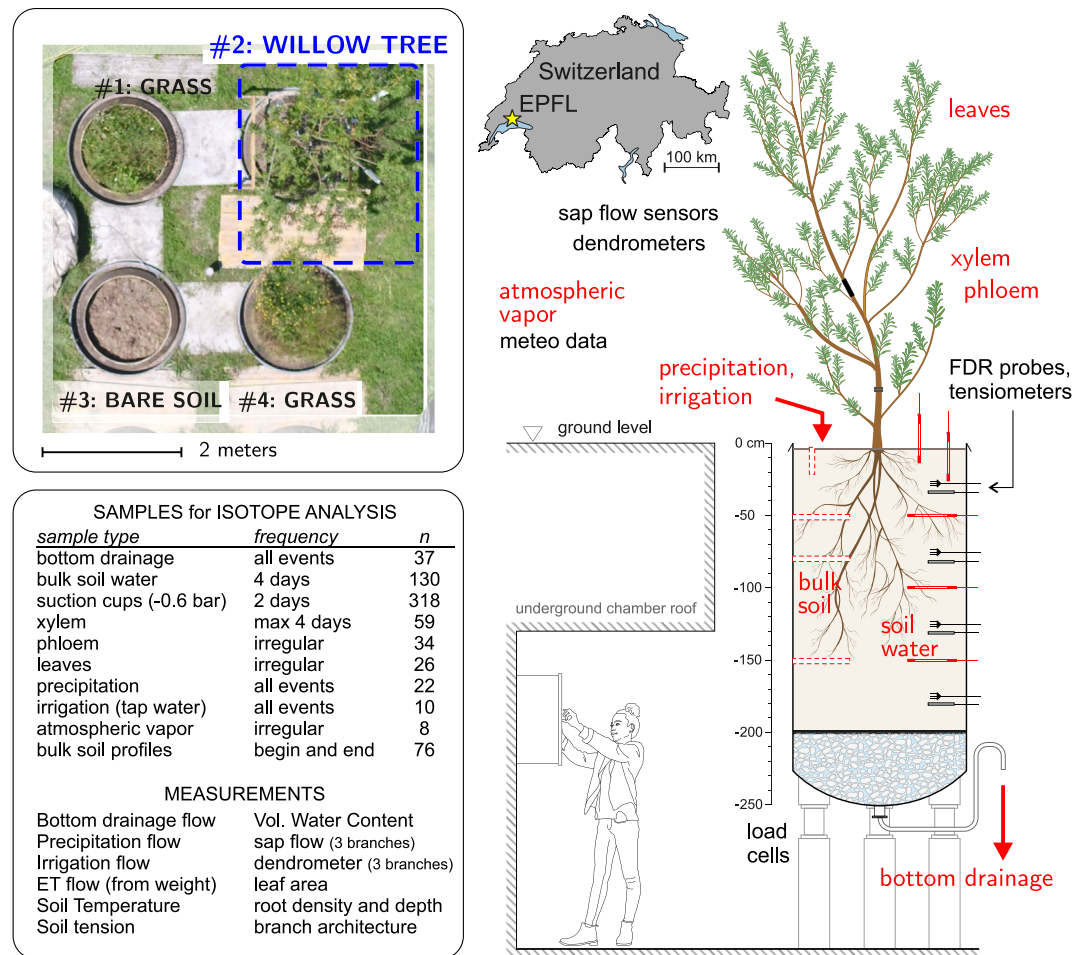 #2: WILLOW TREE
#1: GRASS
#3: BARE SOIL
#4: GRASS
2 meters
SAMPLES for ISOTOPE ANALYSIS
sample type frequency n
bottom drainage all events 37
bulk soil water 4 days 130
suction cups (-0.6 bar) 2 days 318
xylem max 4 days 59
phloem irregular 34
leaves irregular 26
precipitation all events 22
irrigation (tap water) all events 10
atmospheric vapor irregular 8
bulk soil profiles begin and end 76
MEASUREMENTS
Bottom drainage flow Vol. Water Content
Precipitation flow sap flow (3 branches)
Irrigation flow dendrometer (3 branches)
ET flow (from weight) leaf area
Soil Temperature root density and depth
Soil tension branch architecture
Switzerland
EPFL
100 km
leaves
sap flow sensors
dendrometers
xylem
phloem
atmospheric
vapor
meteo data
precipitation,
irrigation
FDR probes,
tensiometers
ground level
0 cm
-50
-100
-150
-200
-250
underground chamber roof
bulk
soil
soil
water
load
cells
bottom drainage